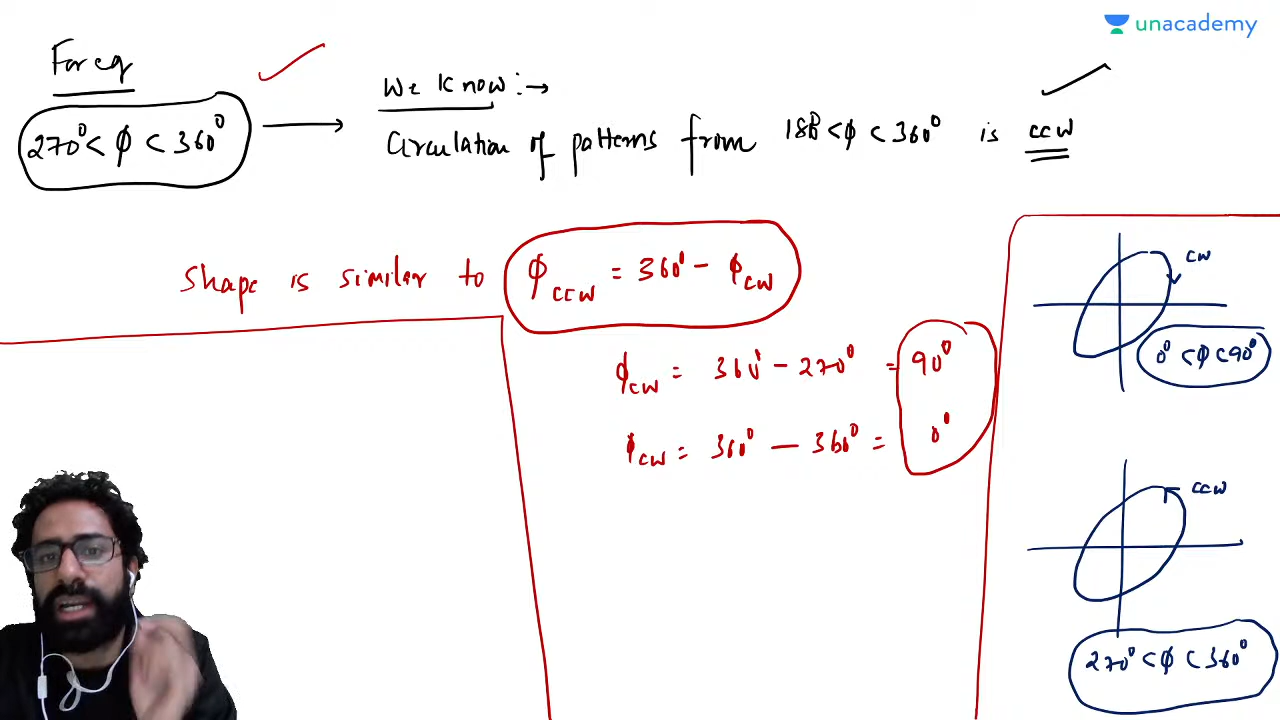 unacademy
For eg
270° < ϕ < 360°
We Know :→
Circulation of patterns from 180° < ϕ < 360° is CCW
Shape is similar to ϕCCW = 360° - ϕCW
ϕCW = 360° - 270° = 90°
ϕCW = 360° - 360° = 0°
CW
0° < ϕ < 90°
CCW
270° < ϕ < 360°